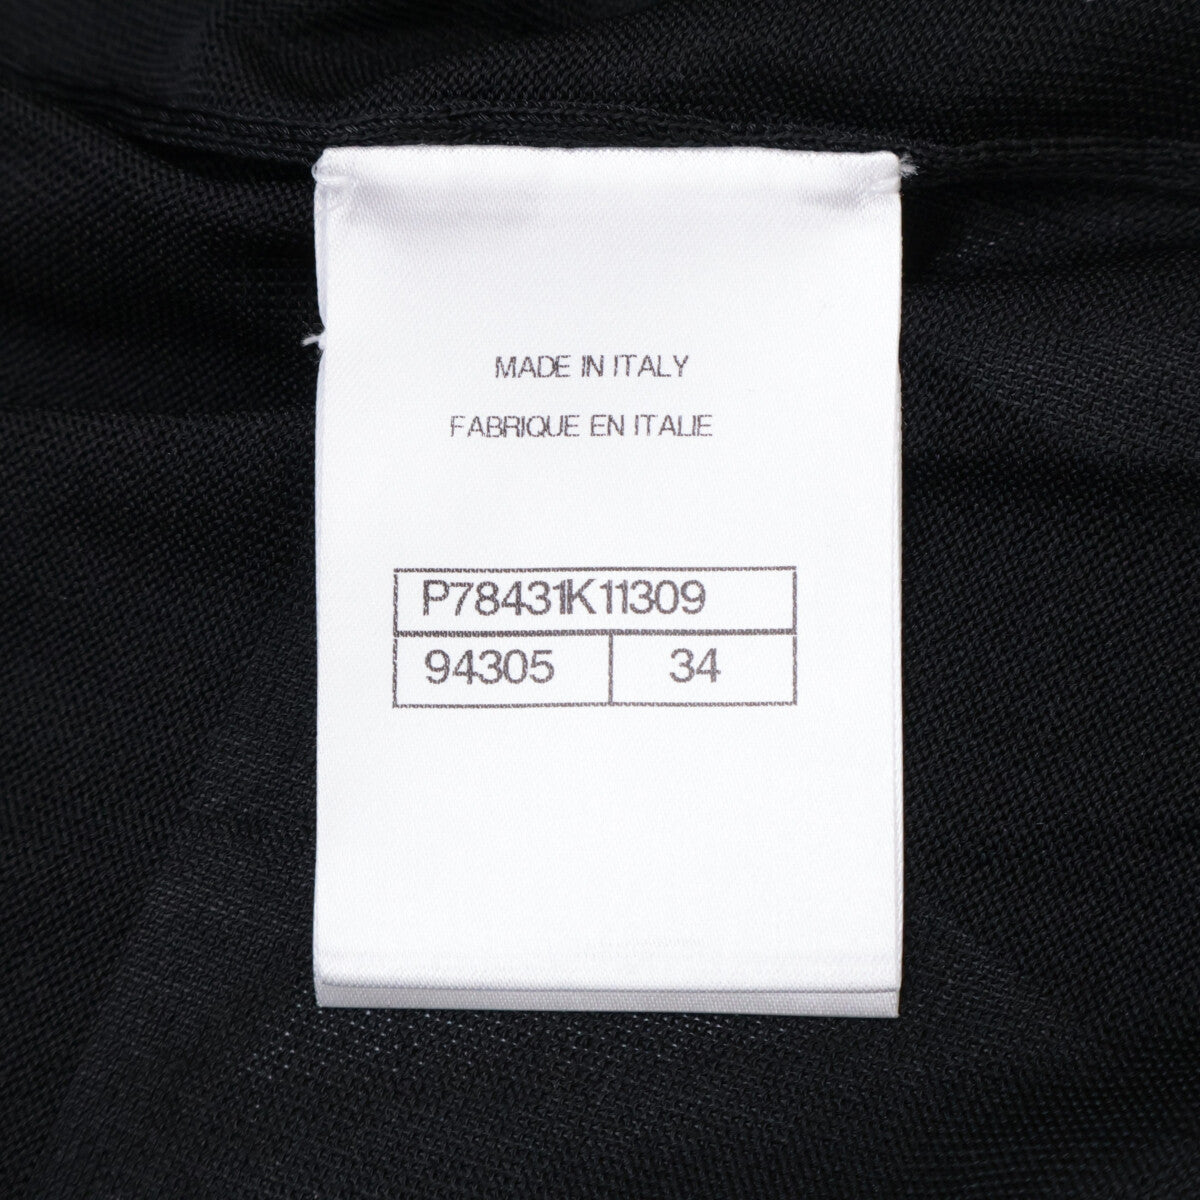 MADE IN ITALY
FABRIQUE EN ITALIE
P78431K11309
94305 34